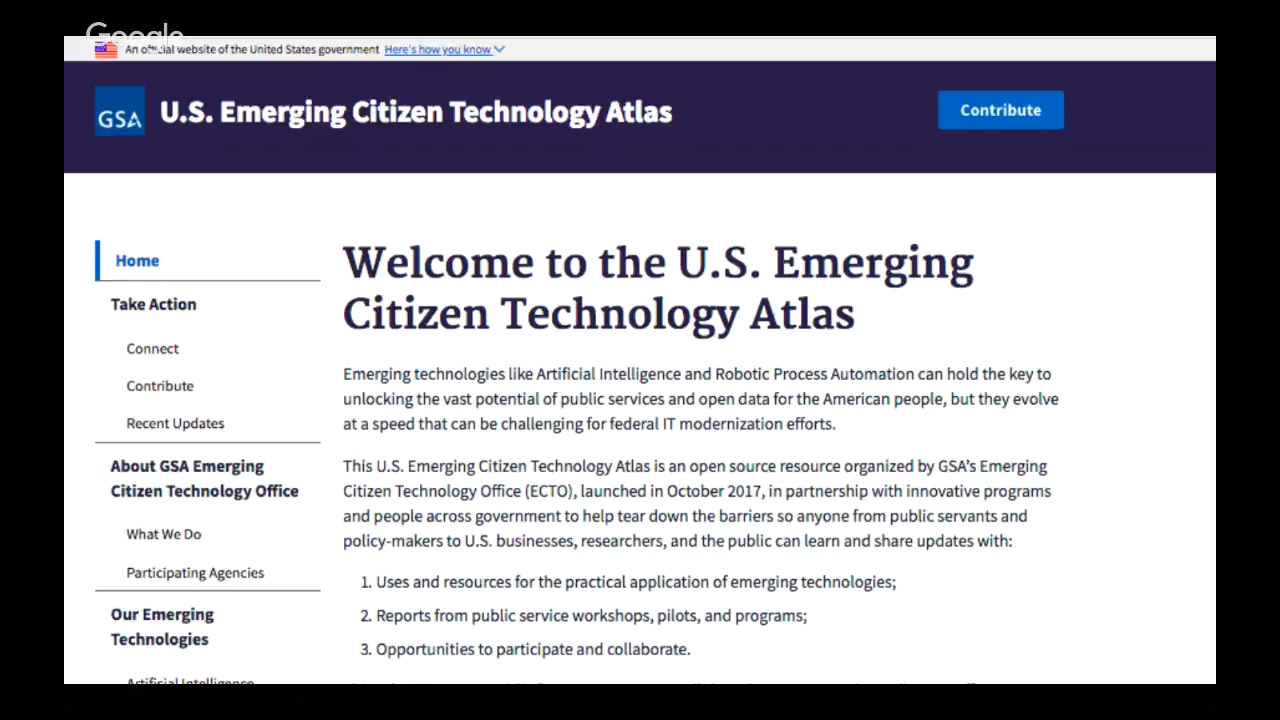 Google
An official website of the United States government Here's how you know
GSA
U.S. Emerging Citizen Technology Atlas
Contribute
Home
Take Action
Connect
Contribute
Recent Updates
About GSA Emerging
Citizen Technology Office
What We Do
Participating Agencies
Our Emerging
Technologies
Artificial Intelligence
Welcome to the U.S. Emerging
Citizen Technology Atlas
Emerging technologies like Artificial Intelligence and Robotic Process Automation can hold the key to
unlocking the vast potential of public services and open data for the American people, but they evolve
at a speed that can be challenging for federal IT modernization efforts.
This U.S. Emerging Citizen Technology Atlas is an open source resource organized by GSA's Emerging
Citizen Technology Office (ECTO), launched in October 2017, in partnership with innovative programs
and people across government to help tear down the barriers so anyone from public servants and
policy-makers to U.S. businesses, researchers, and the public can learn and share updates with:
1. Uses and resources for the practical application of emerging technologies;
2. Reports from public service workshops, pilots, and programs;
3. Opportunities to participate and collaborate.